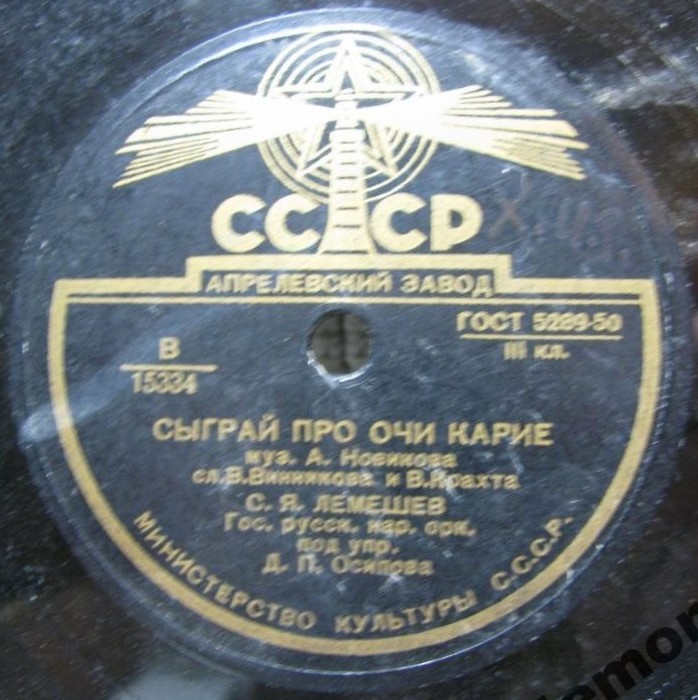 СССР
АПРЕЛЕВСКИЙ ЗАВОД
ГОСТ 5289-50
III кл.
В
15334
СЫГРАЙ ПРО ОЧИ КАРИЕ
муз. А. Новикова
сл. В. Винникова и В. Крахта
С. Я. ЛЕМЕШЕВ
Гос. русск. нар. орк.
под упр.
Д. П. Осипова
МИНИСТЕРСТВО КУЛЬТУРЫ С.С.С.Р.